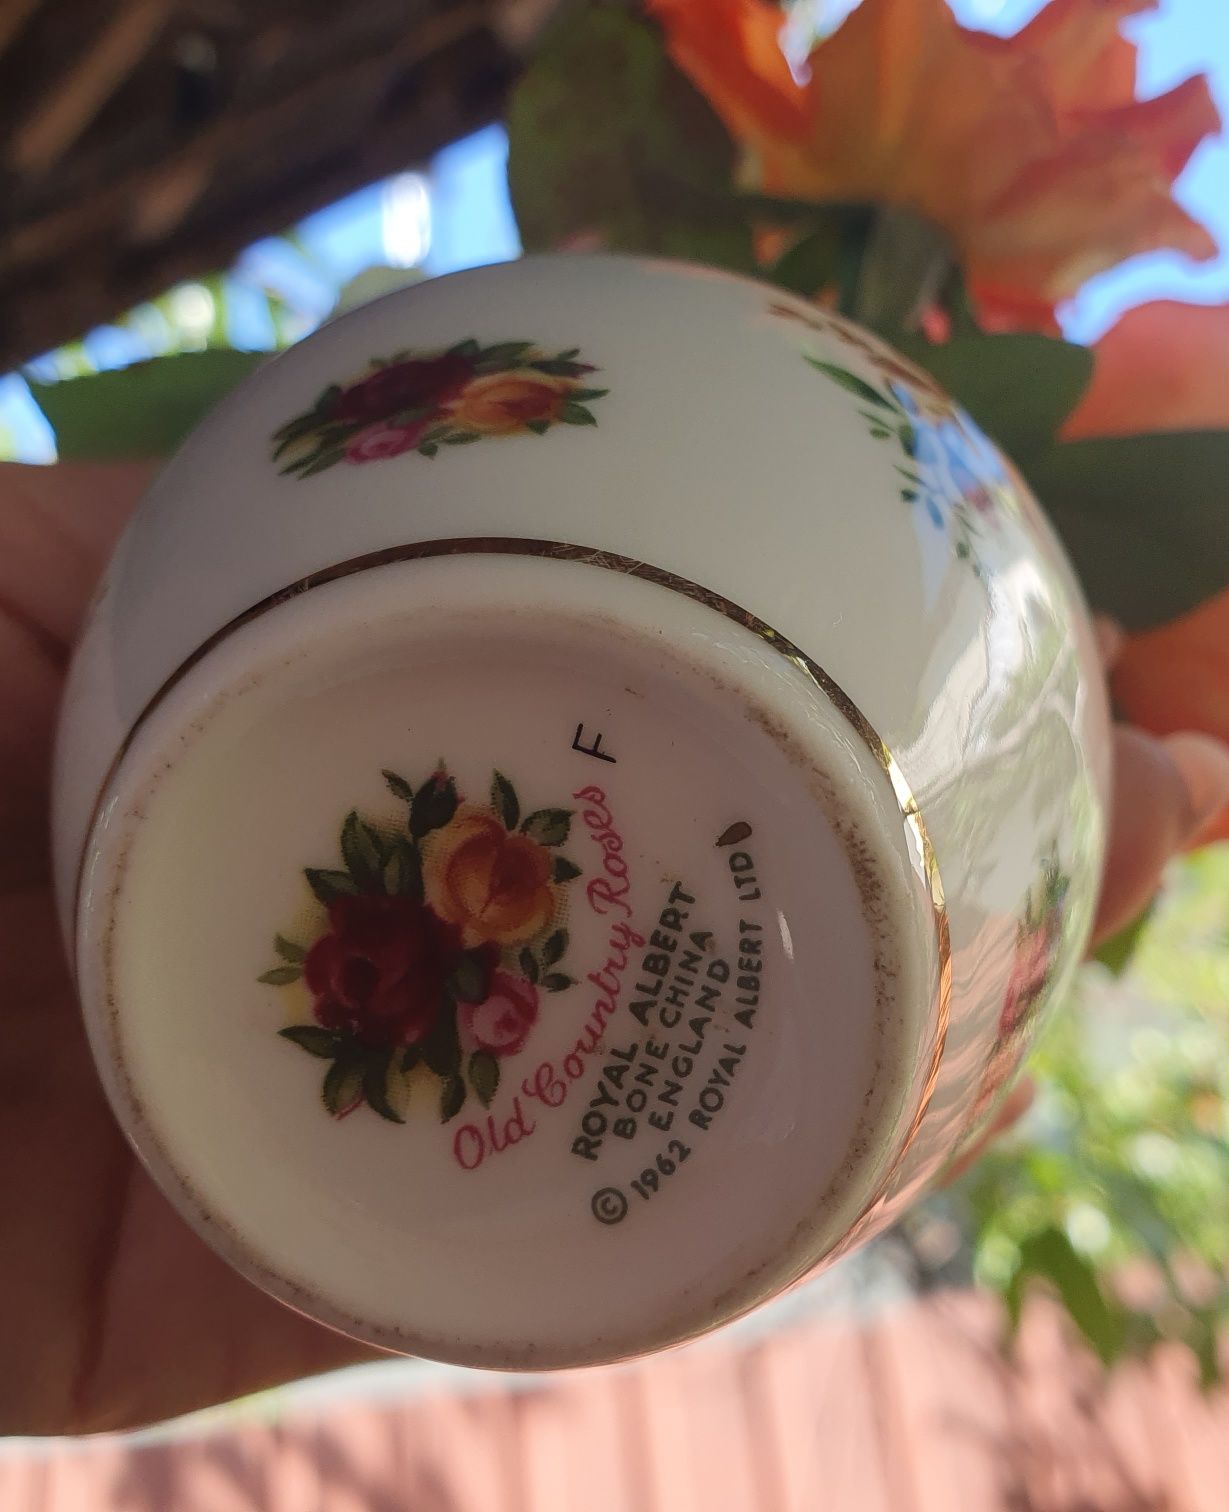 F
Old Country Roses
ROYAL ALBERT
BONE CHINA
ENGLAND
© 1962 ROYAL ALBERT LTD